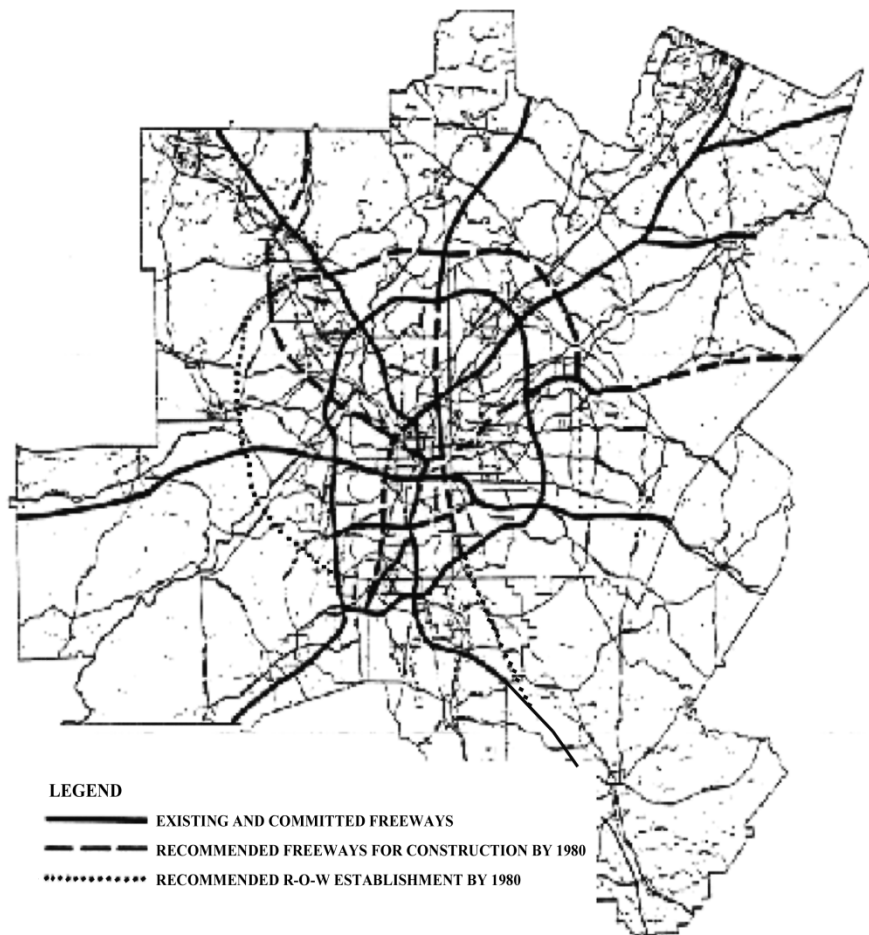 LEGEND
EXISTING AND COMMITTED FREEWAYS
RECOMMENDED FREEWAYS FOR CONSTRUCTION BY 1980
RECOMMENDED R-O-W ESTABLISHMENT BY 1980